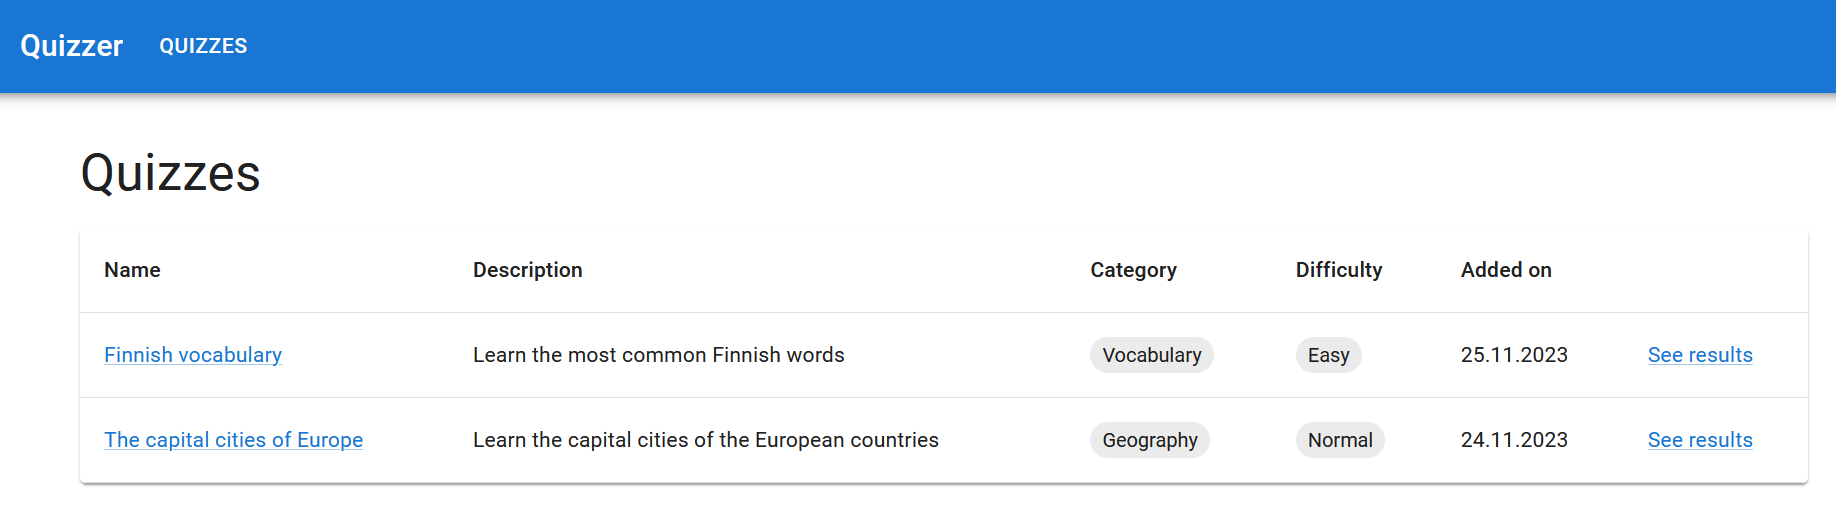 Quizzer QUIZZES
Quizzes
Name Description Category Difficulty Added on
Finnish vocabulary Learn the most common Finnish words Vocabulary Easy 25.11.2023 See results
The capital cities of Europe Learn the capital cities of the European countries Geography Normal 24.11.2023 See results